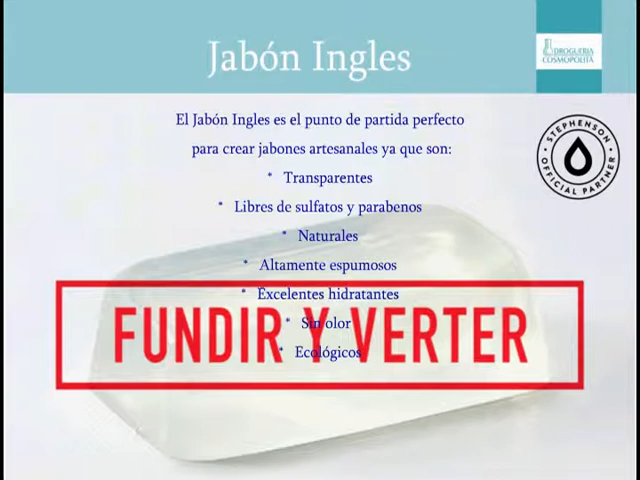 Jabón Ingles
DROGUERIA
COSMOPOLITA
El Jabón Ingles es el punto de partida perfecto
para crear jabones artesanales ya que son:
* Transparentes
* Libres de sulfatos y parabenos
* Naturales
* Altamente espumosos
* Excelentes hidratantes
* Sin olor
* Ecológicos
STEPHENSON
OFFICIAL PARTNER
FUNDIR Y VERTER